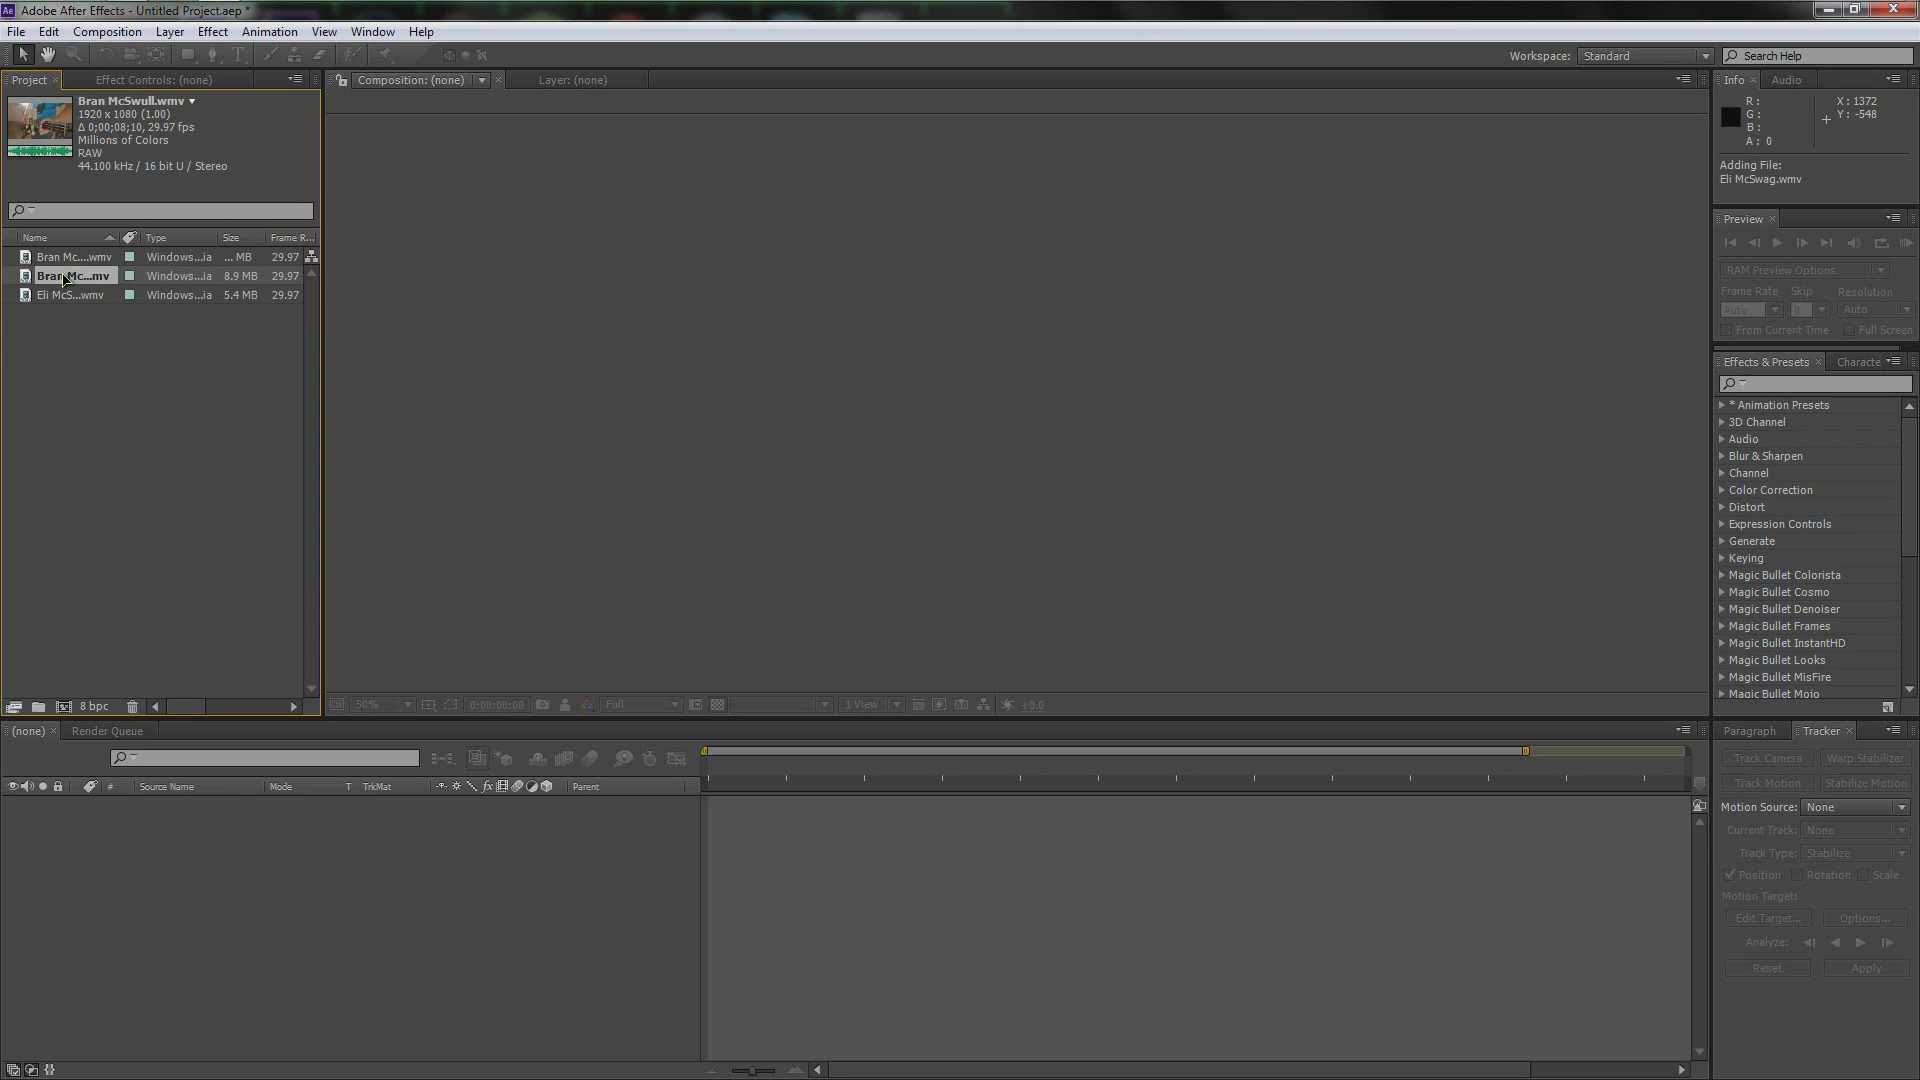 Ae Adobe After Effects - Untitled Project.aep *
File Edit Composition Layer Effect Animation View Window Help
Workspace: Standard Search Help
Project Effect Controls: (none) Composition: (none) Layer: (none) Info Audio
Bran McSwull.wmv
1920 x 1080 (1.00)
Δ 0;00;08;10, 29.97 fps
Millions of Colors
RAW
44.100 kHz / 16 bit U / Stereo
R :
G :
B :
A : 0
X : 1372
Y : -548
Adding File:
Eli McSwag.wmv
Name Type Size Frame R...
Bran Mc....wmv Windows...ia ... MB 29.97
Bran Mc...mv Windows...ia 8.9 MB 29.97
Eli McS...wmv Windows...ia 5.4 MB 29.97
Preview
RAM Preview Options
Frame Rate Skip Resolution
Auto 0 Auto
From Current Time Full Screen
Effects & Presets Characte
* Animation Presets
3D Channel
Audio
Blur & Sharpen
Channel
Color Correction
Distort
Expression Controls
Generate
Keying
Magic Bullet Colorista
Magic Bullet Cosmo
Magic Bullet Denoiser
Magic Bullet Frames
Magic Bullet InstantHD
Magic Bullet Looks
Magic Bullet MisFire
Magic Bullet Mojo
8 bpc
50% 0:00:00:00 Full 1 View +0.0
(none) Render Queue
# Source Name Mode T TrkMat fx Parent
Paragraph Tracker
Track Camera Warp Stabilizer
Track Motion Stabilize Motion
Motion Source: None
Current Track: None
Track Type: Stabilize
Position Rotation Scale
Motion Target:
Edit Target... Options...
Analyze:
Reset Apply